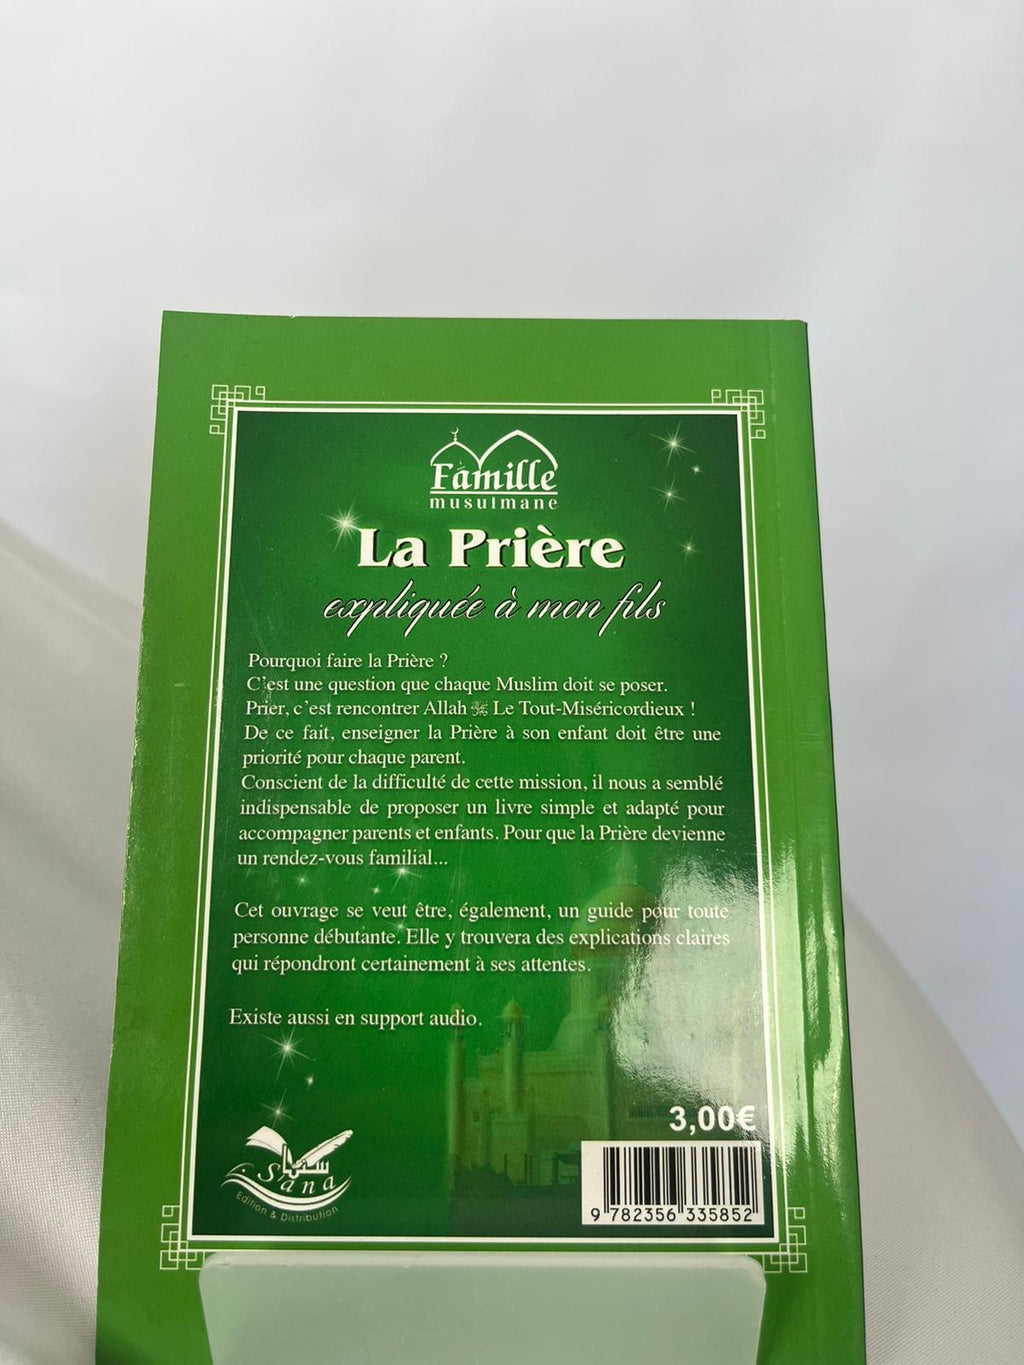 Famille
musulmane
La Prière
expliquée à mon fils
Pourquoi faire la Prière ?
C'est une question que chaque Muslim doit se poser.
Prier, c'est rencontrer Allah ﷻ Le Tout-Miséricordieux !
De ce fait, enseigner la Prière à son enfant doit être une
priorité pour chaque parent.
Conscient de la difficulté de cette mission, il nous a semblé
indispensable de proposer un livre simple et adapté pour
accompagner parents et enfants. Pour que la Prière devienne
un rendez-vous familial...
Cet ouvrage se veut être, également, un guide pour toute
personne débutante. Elle y trouvera des explications claires
qui répondront certainement à ses attentes.
Existe aussi en support audio.
3,00€
S'ana
Edition & Distribution
9 782356 335852